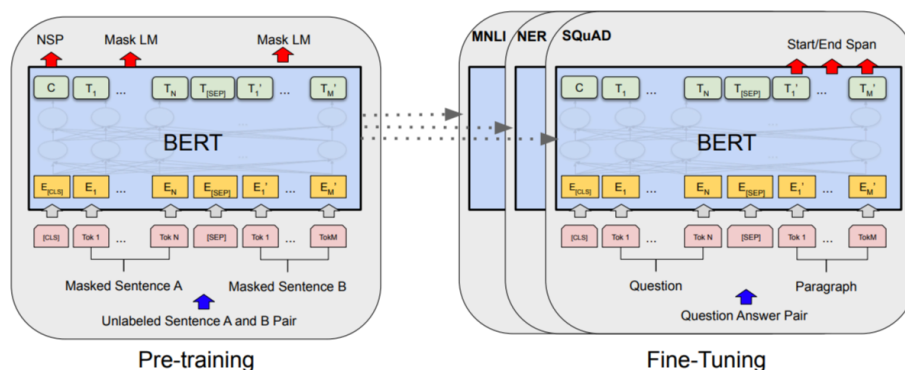 NSP Mask LM Mask LM
C T1 ... TN T[SEP] T1' ... TM'
BERT
E[CLS] E1 ... EN E[SEP] E1' ... EM'
[CLS] Tok 1 ... Tok N [SEP] Tok 1 ... TokM
Masked Sentence A Masked Sentence B
Unlabeled Sentence A and B Pair
Pre-training
MNLI NER SQuAD
Start/End Span
C T1 ... TN T[SEP] T1' ... TM'
BERT
E[CLS] E1 ... EN E[SEP] E1' ... EM'
[CLS] Tok 1 ... Tok N [SEP] Tok 1 ... TokM
Question Paragraph
Question Answer Pair
Fine-Tuning